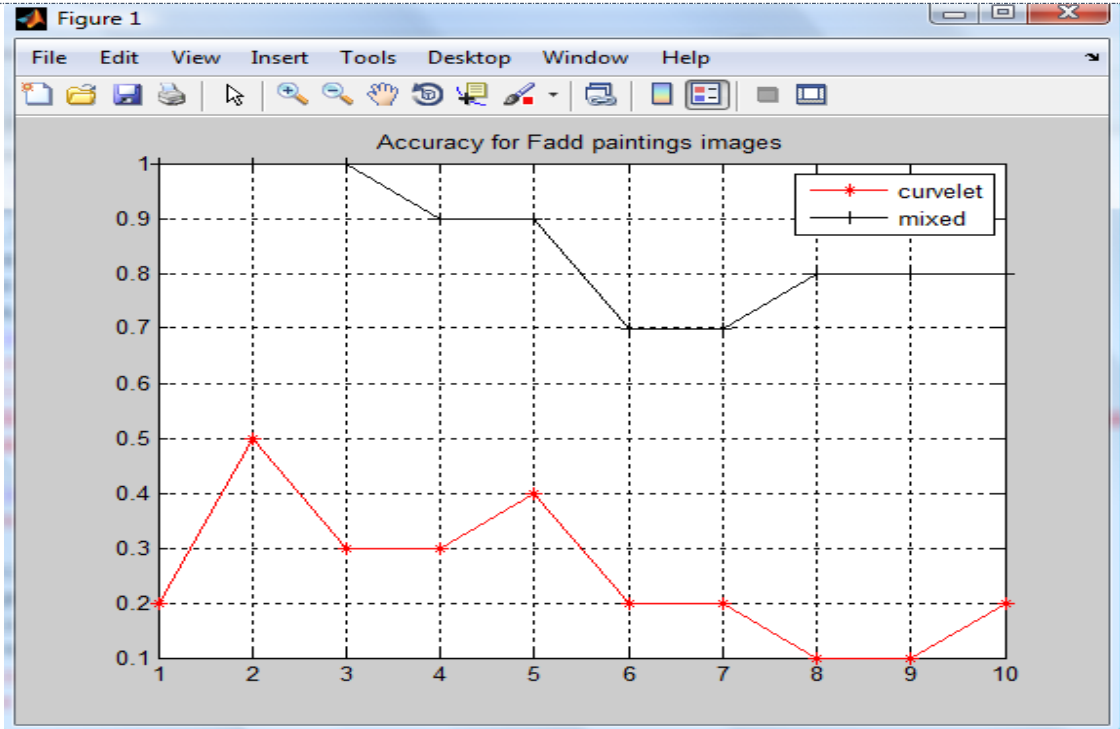 Figure 1
File Edit View Insert Tools Desktop Window Help
Accuracy for Fadd paintings images
curvelet
mixed
1
0.9
0.8
0.7
0.6
0.5
0.4
0.3
0.2
0.1
1 2 3 4 5 6 7 8 9 10